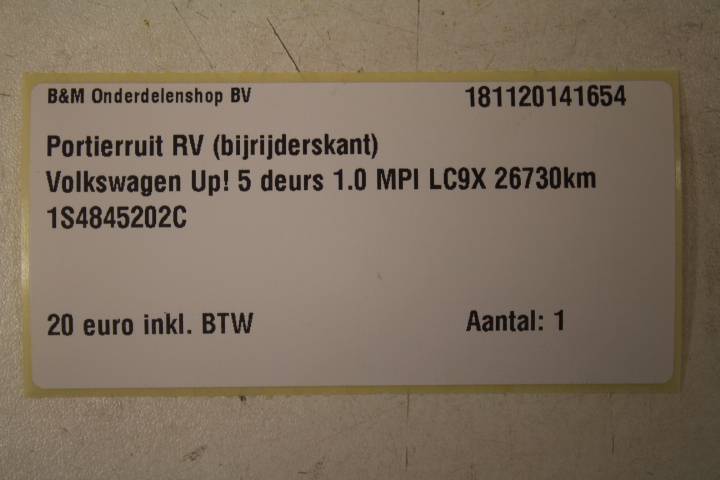 B&M Onderdelenshop BV 181120141654
Portierruit RV (bijrijderskant)
Volkswagen Up! 5 deurs 1.0 MPI LC9X 26730km
1S4845202C
20 euro inkl. BTW Aantal: 1